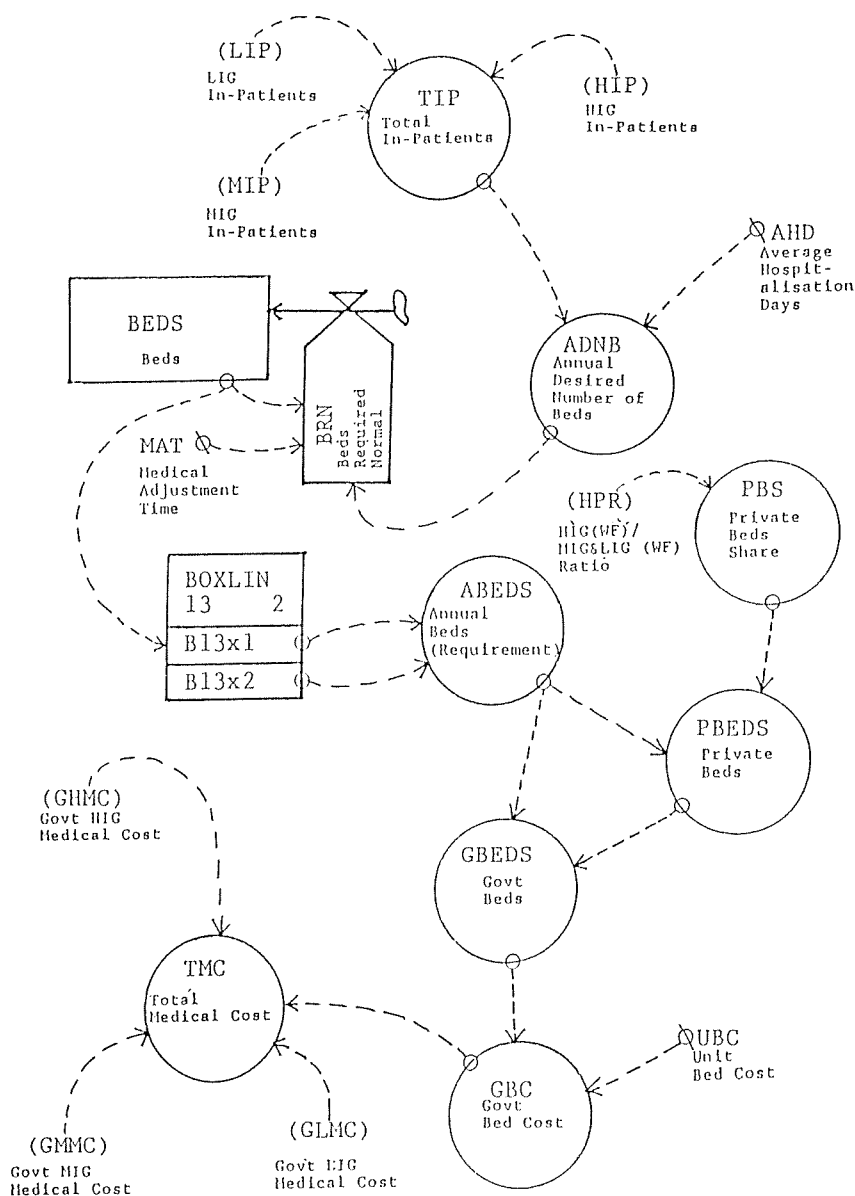 (LIP)
LIG
In-Patients
TIP
Total
In-Patients
(HIP)
HIG
In-Patients
(MIP)
MIG
In-Patients
AHD
Average
Hospit-
alisation
Days
BEDS
Beds
BRN
Beds
Required
Normal
ADNB
Annual
Desired
Number of
Beds
MAT
Medical
Adjustment
Time
(HPR)
HIG(WF)/
MIG&LIG (WF)
Ratio
PBS
Private
Beds
Share
BOXLIN
13 2
B13x1
B13x2
ABEDS
Annual
Beds
(Requirement)
PBEDS
Private
Beds
(GHMC)
Govt HIG
Medical Cost
GBEDS
Govt
Beds
TMC
Total
Medical Cost
UBC
Unit
Bed Cost
GBC
Govt
Bed Cost
(GMMC)
Govt MIG
Medical Cost
(GLMC)
Govt LIG
Medical Cost